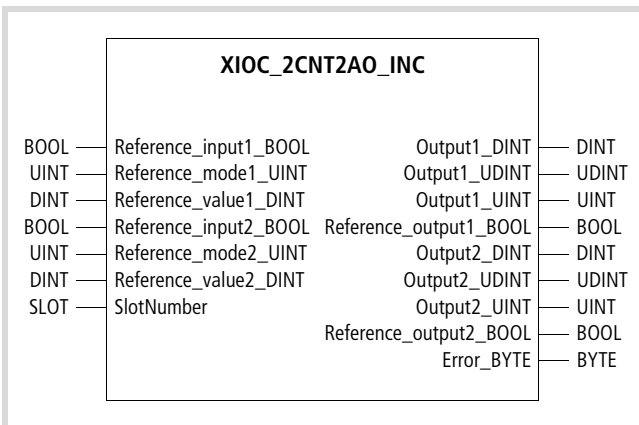 XIOC_2CNT2AO_INC
BOOL Reference_input1_BOOL Output1_DINT DINT
UINT Reference_mode1_UINT Output1_UDINT UDINT
DINT Reference_value1_DINT Output1_UINT UINT
BOOL Reference_input2_BOOL Reference_output1_BOOL BOOL
UINT Reference_mode2_UINT Output2_DINT DINT
DINT Reference_value2_DINT Output2_UDINT UDINT
SLOT SlotNumber Output2_UINT UINT
Reference_output2_BOOL BOOL
Error_BYTE BYTE